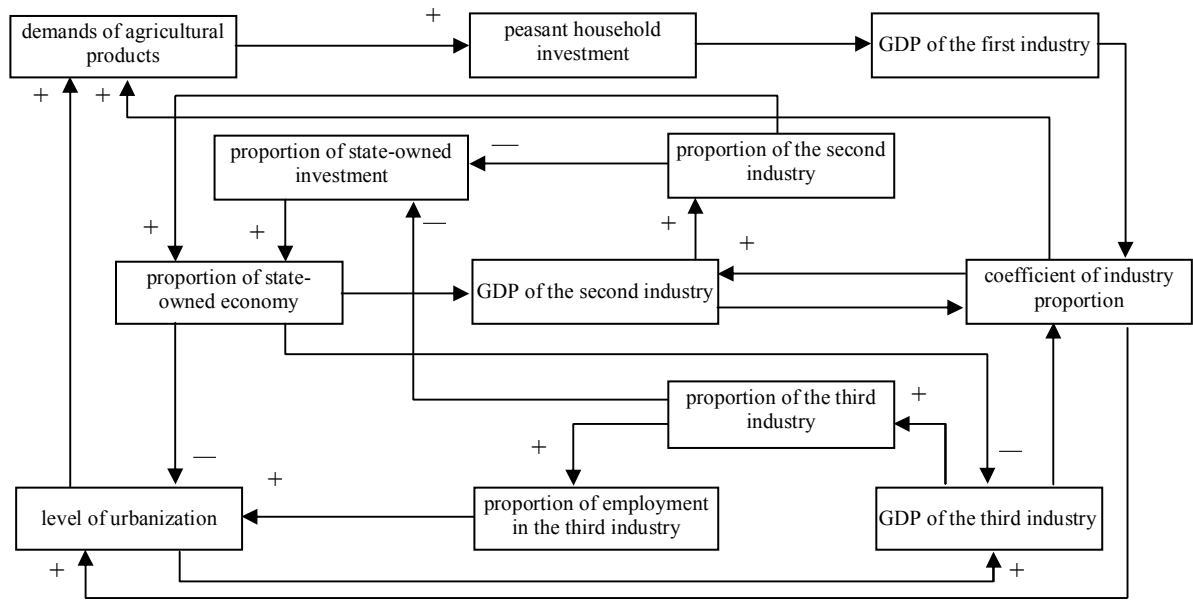 demands of agricultural
products
+
peasant household
investment
GDP of the first industry
+
+
proportion of state-owned
investment
—
proportion of the second
industry
+
+
—
+
+
proportion of state-
owned economy
GDP of the second industry
coefficient of industry
proportion
proportion of the third
industry
+
+
—
+
—
level of urbanization
proportion of employment
in the third industry
GDP of the third industry
+
+